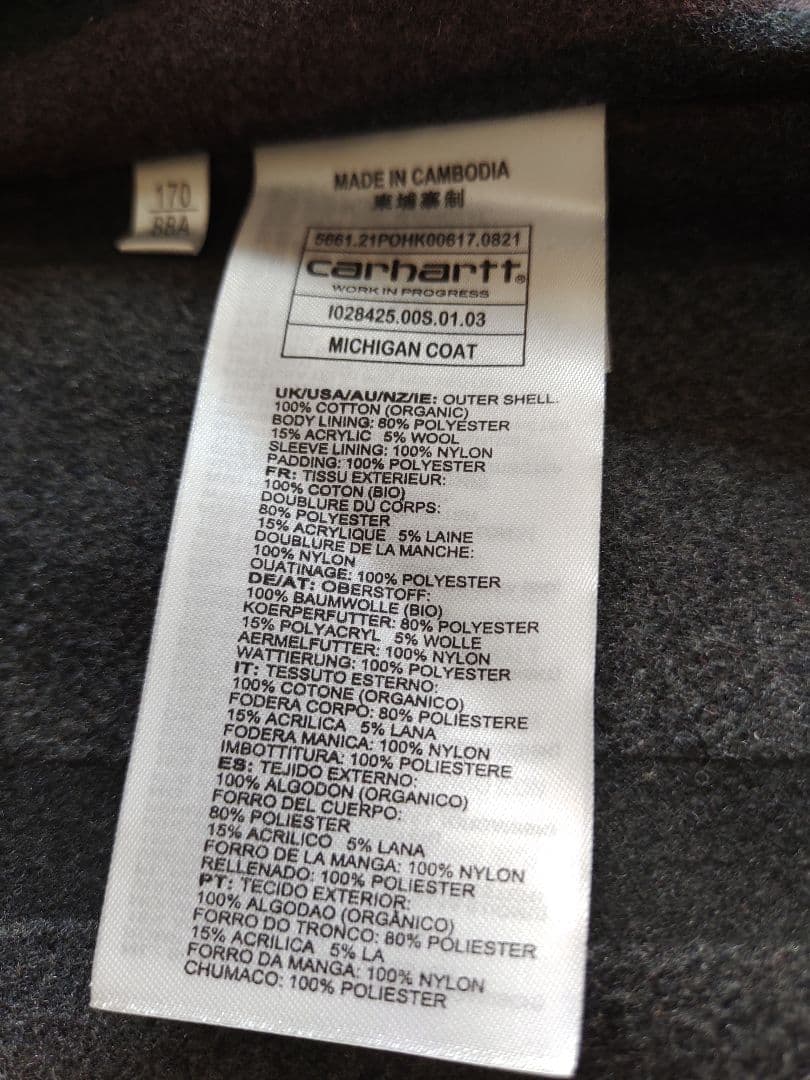 170
88A
MADE IN CAMBODIA
柬埔寨制
5661.21POHK00617.0821
carhartt®
WORK IN PROGRESS
I028425.00S.01.03
MICHIGAN COAT
UK/USA/AU/NZ/IE: OUTER SHELL:
100% COTTON (ORGANIC)
BODY LINING: 80% POLYESTER
15% ACRYLIC 5% WOOL
SLEEVE LINING: 100% NYLON
PADDING: 100% POLYESTER
FR: TISSU EXTERIEUR:
100% COTON (BIO)
DOUBLURE DU CORPS:
80% POLYESTER
15% ACRYLIQUE 5% LAINE
DOUBLURE DE LA MANCHE:
100% NYLON
OUATINAGE: 100% POLYESTER
DE/AT: OBERSTOFF:
100% BAUMWOLLE (BIO)
KOERPERFUTTER: 80% POLYESTER
15% POLYACRYL 5% WOLLE
AERMELFUTTER: 100% NYLON
WATTIERUNG: 100% POLYESTER
IT: TESSUTO ESTERNO:
100% COTONE (ORGANICO)
FODERA CORPO: 80% POLIESTERE
15% ACRILICA 5% LANA
FODERA MANICA: 100% NYLON
IMBOTTITURA: 100% POLIESTERE
ES: TEJIDO EXTERNO:
100% ALGODON (ORGANICO)
FORRO DEL CUERPO:
80% POLIESTER
15% ACRILICO 5% LANA
FORRO DE LA MANGA: 100% NYLON
RELLENADO: 100% POLIESTER
PT: TECIDO EXTERIOR:
100% ALGODAO (ORGÂNICO)
FORRO DO TRONCO: 80% POLIESTER
15% ACRILICA 5% LA
FORRO DA MANGA: 100% NYLON
CHUMACO: 100% POLIESTER